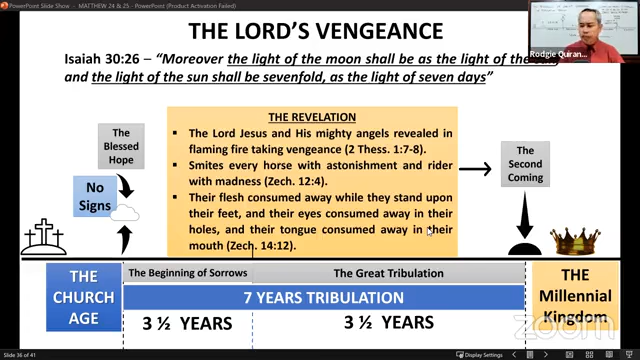 PowerPoint Slide Show - MATTHEW 24 & 25 - PowerPoint (Product Activation Failed)
Rodgie Quiran...
THE LORD'S VENGEANCE
Isaiah 30:26 – "Moreover the light of the moon shall be as the light of the
and the light of the sun shall be sevenfold, as the light of seven days"
THE REVELATION
▪ The Lord Jesus and His mighty angels revealed in
flaming fire taking vengeance (2 Thess. 1:7-8).
▪ Smites every horse with astonishment and rider
with madness (Zech. 12:4).
▪ Their flesh consumed away while they stand upon
their feet, and their eyes consumed away in their
holes, and their tongue consumed away in their
mouth (Zech. 14:12).
The
Blessed
Hope
No
Signs
The
Second
Coming
THE
CHURCH
AGE
The Beginning of Sorrows
The Great Tribulation
7 YEARS TRIBULATION
3 ½ YEARS
3 ½ YEARS
THE
Millennial
Kingdom
zoom
Slide 36 of 41
Display Settings